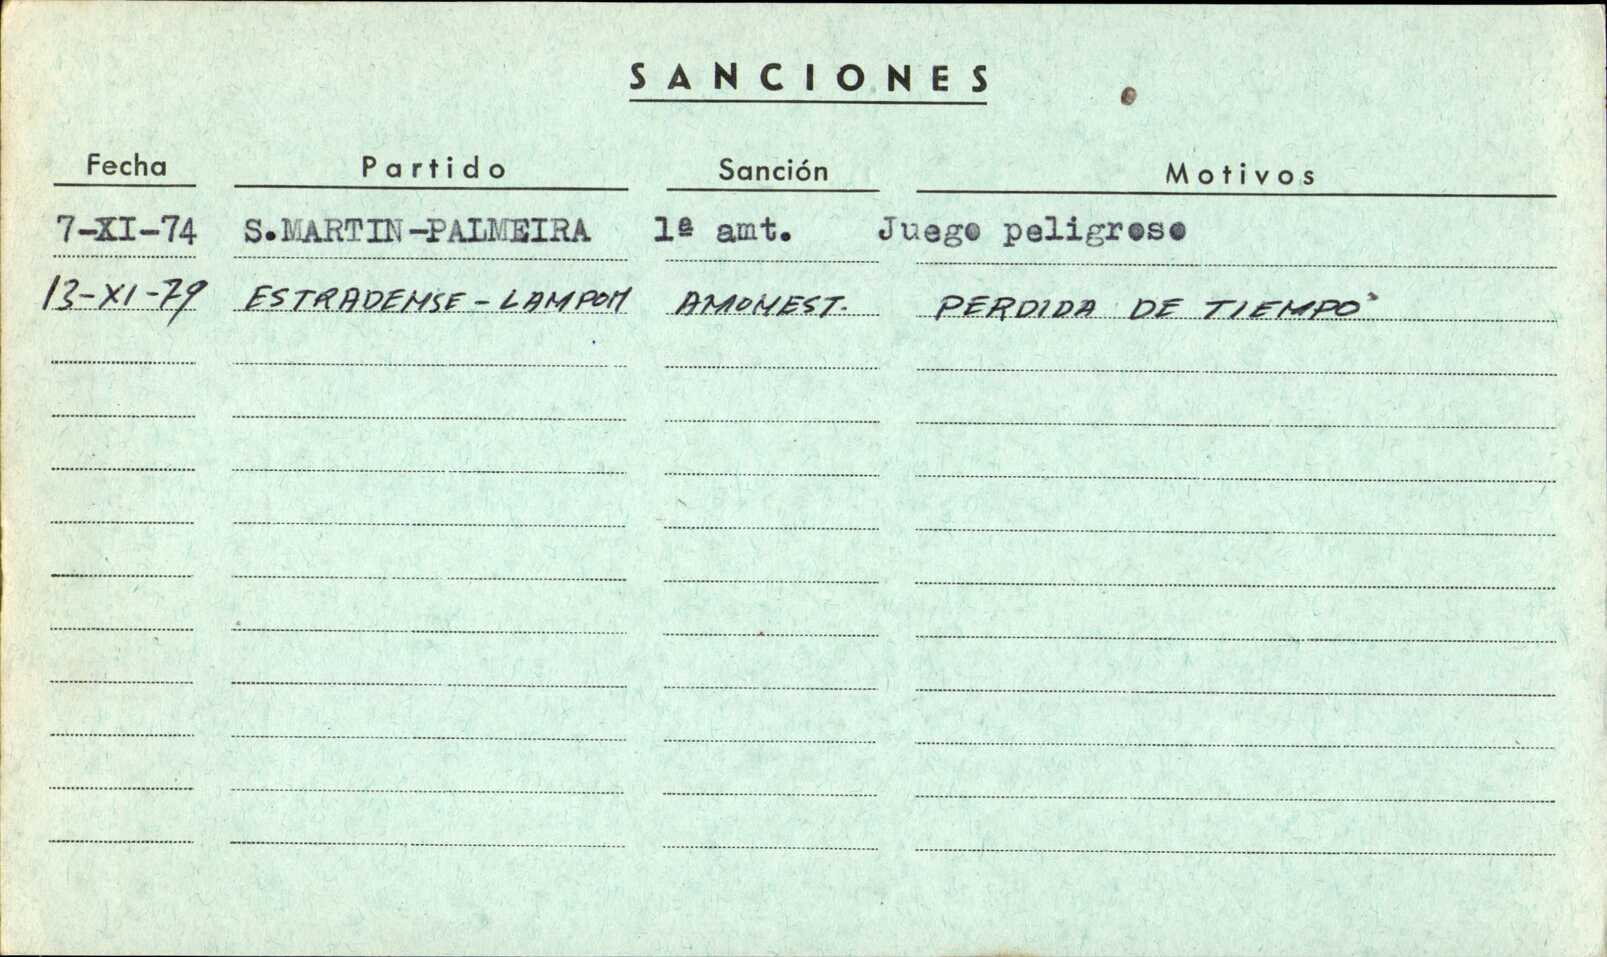 SANCIONES
Fecha Partido Sanción Motivos
7-XI-74 S.MARTIN-PALMEIRA 1ª amt. Juego peligroso
13-XI-79 ESTRADENSE - LAMPON AMONEST. PERDIDA DE TIEMPO